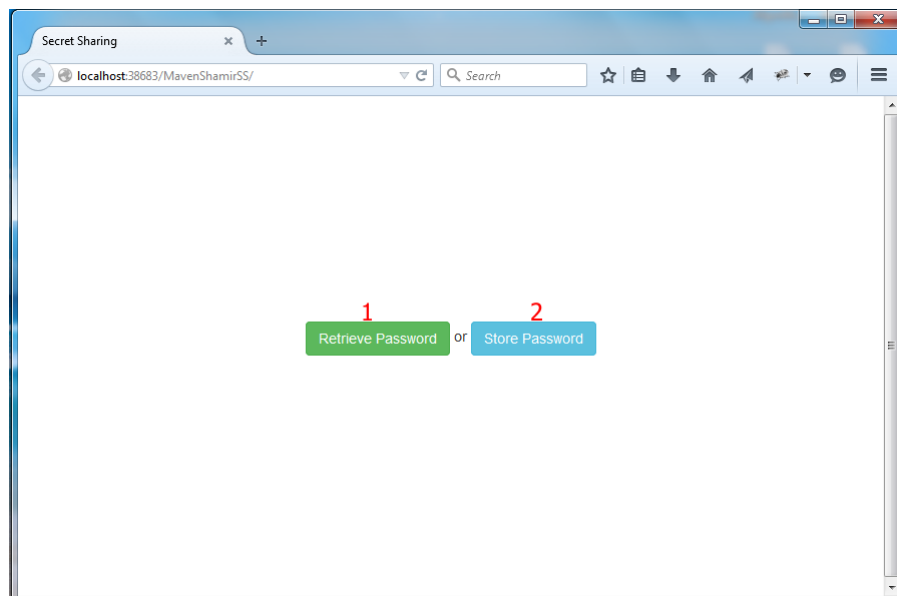 Secret Sharing
localhost:38683/MavenShamirSS/
Search
1 2
Retrieve Password or Store Password